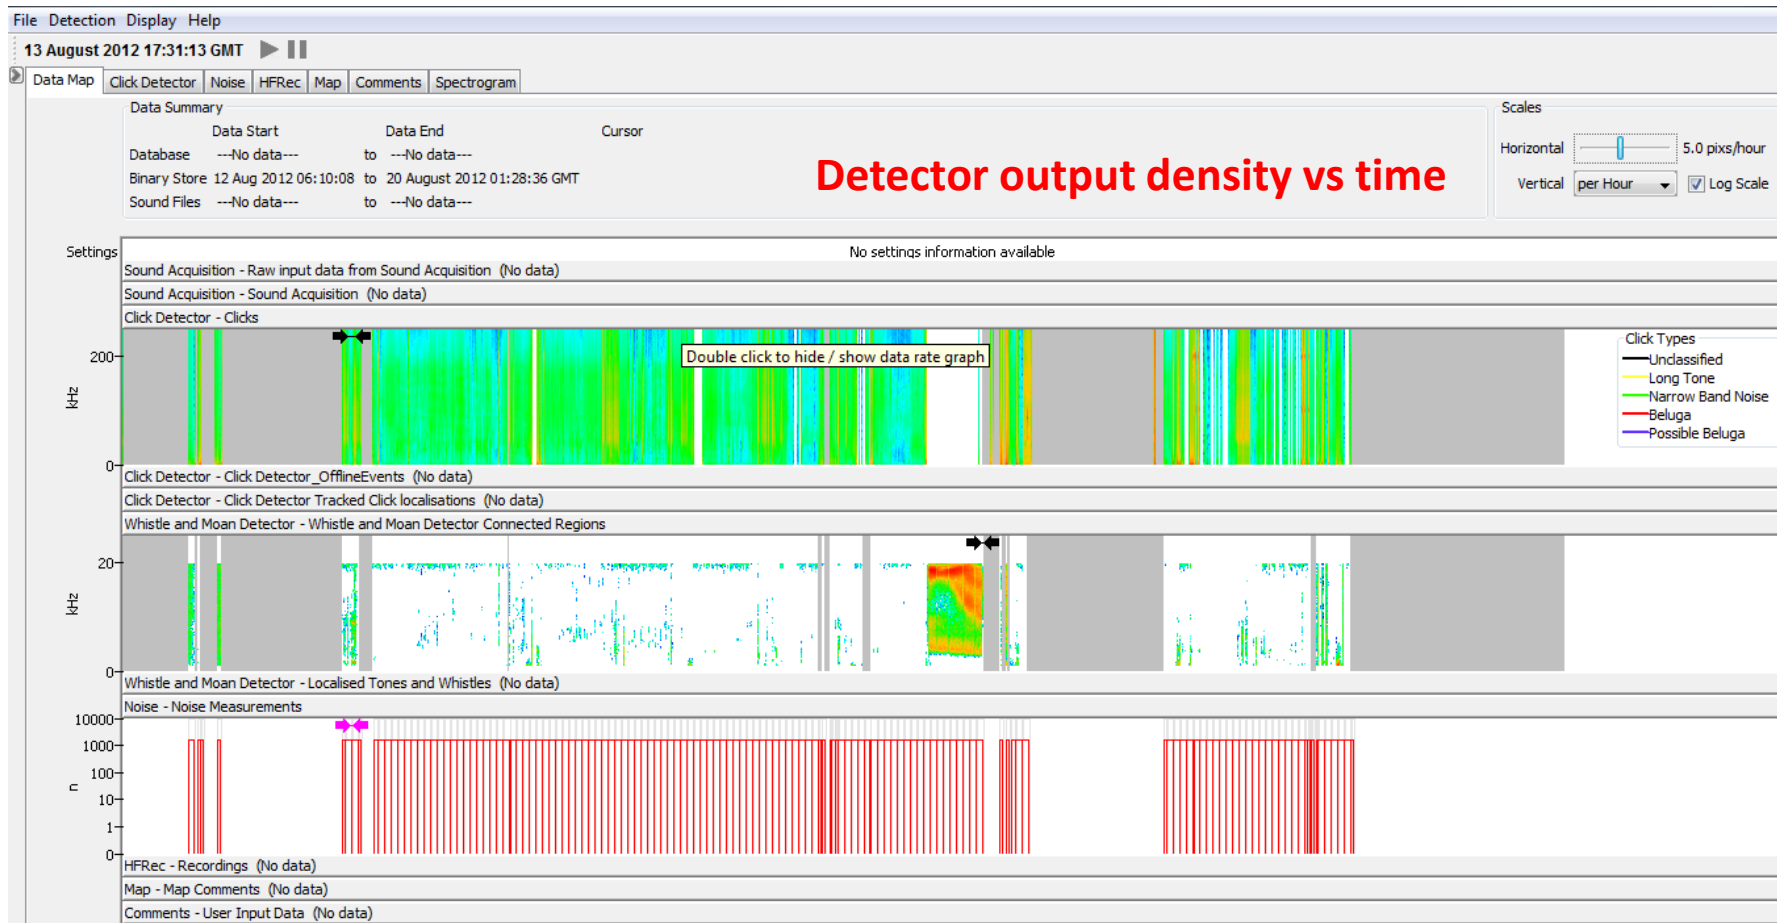 File Detection Display Help
13 August 2012 17:31:13 GMT
Data Map Click Detector Noise HFRec Map Comments Spectrogram
Data Summary
Data Start Data End Cursor
Database ---No data--- to ---No data---
Binary Store 12 Aug 2012 06:10:08 to 20 August 2012 01:28:36 GMT
Sound Files ---No data--- to ---No data---
Detector output density vs time
Scales
Horizontal 5.0 pixs/hour
Vertical per Hour Log Scale
Settings No settings information available
Sound Acquisition - Raw input data from Sound Acquisition (No data)
Sound Acquisition - Sound Acquisition (No data)
Click Detector - Clicks
200
kHz
0
Double click to hide / show data rate graph
Click Types
Unclassified
Long Tone
Narrow Band Noise
Beluga
Possible Beluga
Click Detector - Click Detector_OfflineEvents (No data)
Click Detector - Click Detector Tracked Click localisations (No data)
Whistle and Moan Detector - Whistle and Moan Detector Connected Regions
20
kHz
0
Whistle and Moan Detector - Localised Tones and Whistles (No data)
Noise - Noise Measurements
10000
1000
100
n
10
1
0
HFRec - Recordings (No data)
Map - Map Comments (No data)
Comments - User Input Data (No data)